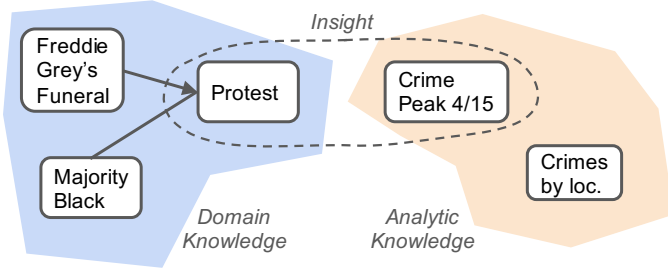 Insight
Freddie
Grey's
Funeral
Protest
Crime
Peak 4/15
Majority
Black
Crimes
by loc.
Domain
Knowledge
Analytic
Knowledge